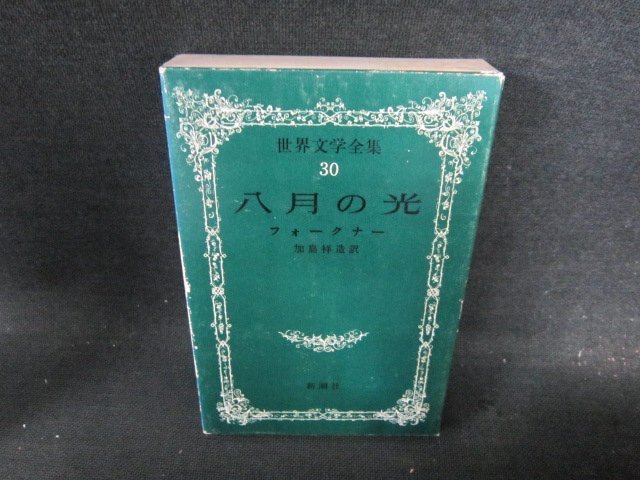 世界文学全集
30
八月の光
フォークナー
加島祥造訳
新潮社